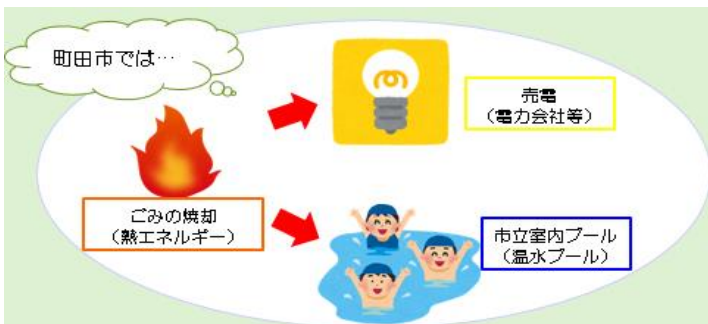 町田市では…
売電
(電力会社等)
ごみの焼却
(熱エネルギー)
市立室内プール
(温水プール)